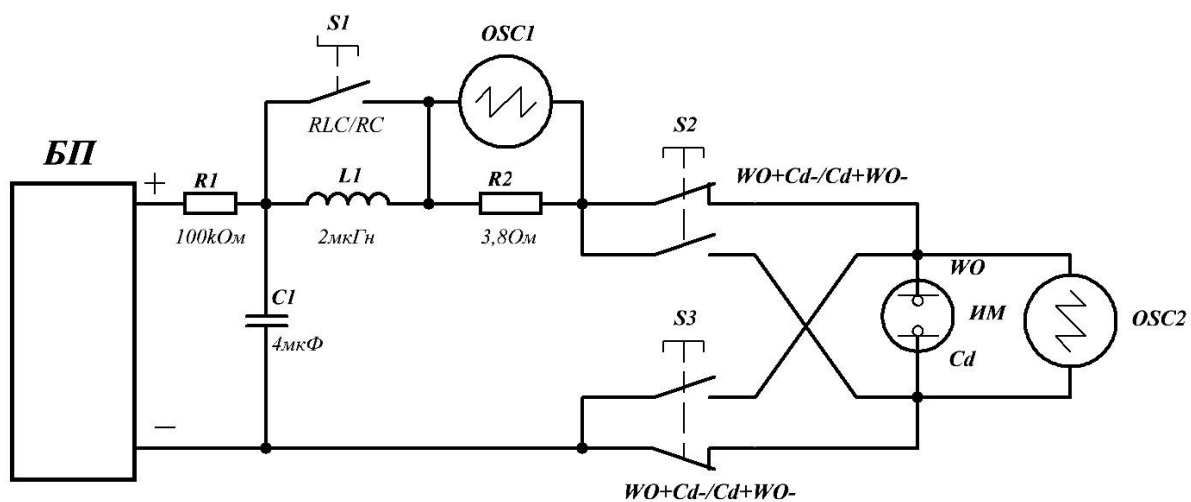 S1
OSC1
RLC/RC
БП
+
R1
L1
R2
S2
WO+Cd-/Cd+WO-
100kОм
2мкГн
3,8Ом
C1
4мкФ
S3
WO
ИМ
OSC2
Cd
—
WO+Cd-/Cd+WO-